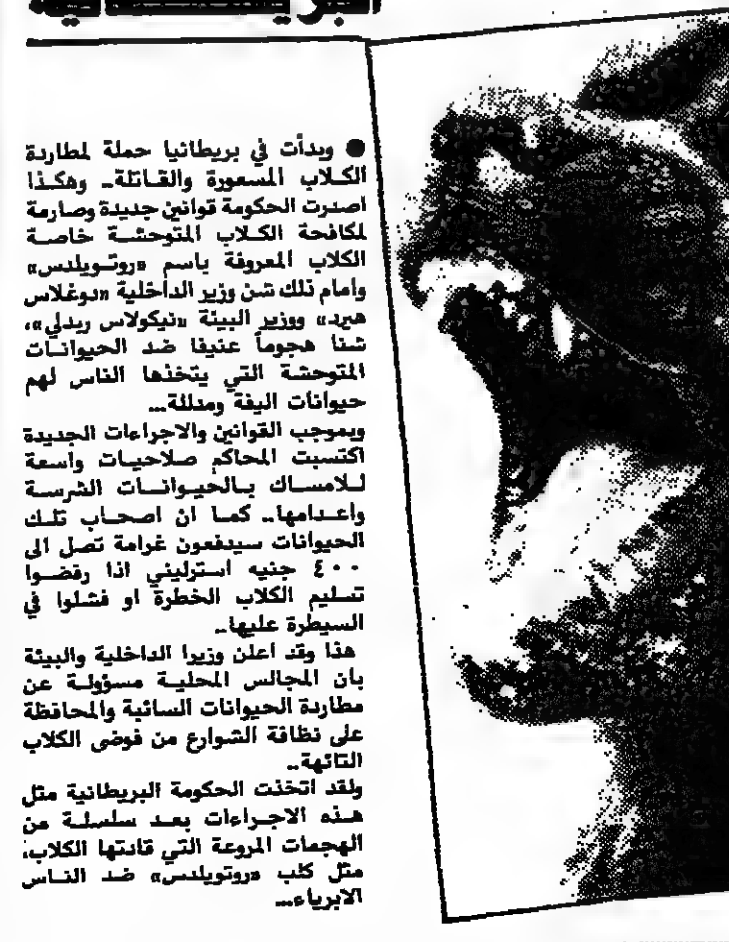 البريطانية
● وبدأت في بريطانيا حملة لمطاردة
الكلاب المسعورة والقاتلة.. وهكذا
اصدرت الحكومة قوانين جديدة وصارمة
لمكافحة الكلاب المتوحشة خاصة
الكلاب المعروفة باسم «روتويلدس»
وامام ذلك شن وزير الداخلية «دوغلاس
هيرد» ووزير البيئة «نيكولاس ريدلي»،
شنا هجوماً عنيفا ضد الحيوانات
المتوحشة التي يتخذها الناس لهم
حيوانات اليفة ومدللة...
وبموجب القوانين والاجراءات الجديدة
اكتسبت المحاكم صلاحيات واسعة
للامساك بالحيوانات الشرسة
واعدامها.. كما ان اصحاب تلك
الحيوانات سيدفعون غرامة تصل الى
٤٠٠ جنيه استرليني اذا رفضوا
تسليم الكلاب الخطرة او فشلوا في
السيطرة عليها..
هذا وقد اعلن وزيرا الداخلية والبيئة
بان المجالس المحلية مسؤولة عن
مطاردة الحيوانات السائبة والمحافظة
على نظافة الشوارع من فوضى الكلاب
التائهة..
ولقد اتخذت الحكومة البريطانية مثل
هذه الاجراءات بعد سلسلة من
الهجمات المروعة التي قادتها الكلاب،
مثل كلب «روتويلدس» ضد الناس
الابرياء...